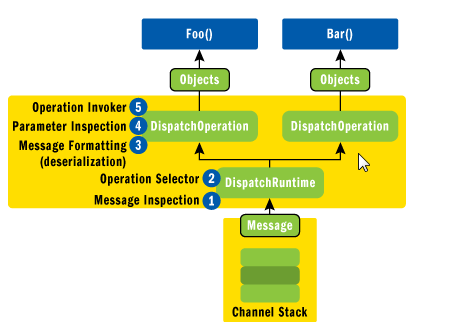 Foo()
Bar()
Objects
Objects
Operation Invoker 5
Parameter Inspection 4
DispatchOperation
DispatchOperation
Message Formatting 3
(deserialization)
Operation Selector 2
DispatchRuntime
Message Inspection 1
Message
Channel Stack